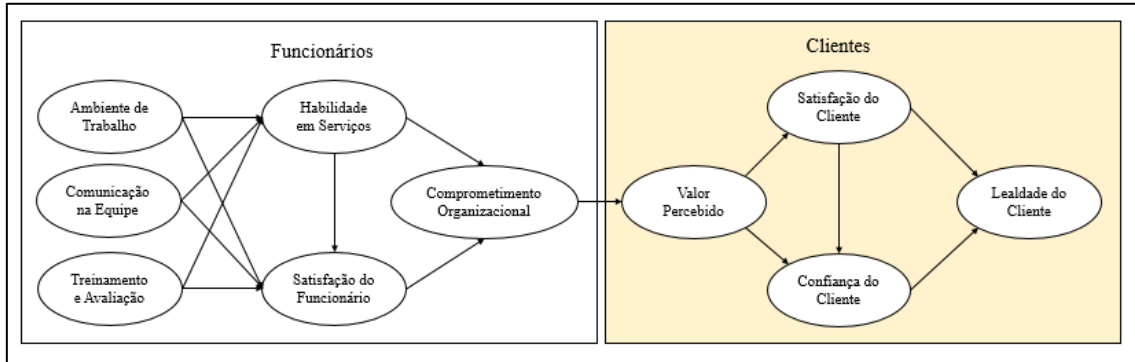 Funcionários
Ambiente de
Trabalho
Comunicação
na Equipe
Treinamento
e Avaliação
Habilidade
em Serviços
Satisfação do
Funcionário
Comprometimento
Organizacional
Clientes
Valor
Percebido
Satisfação do
Cliente
Confiança do
Cliente
Lealdade do
Cliente